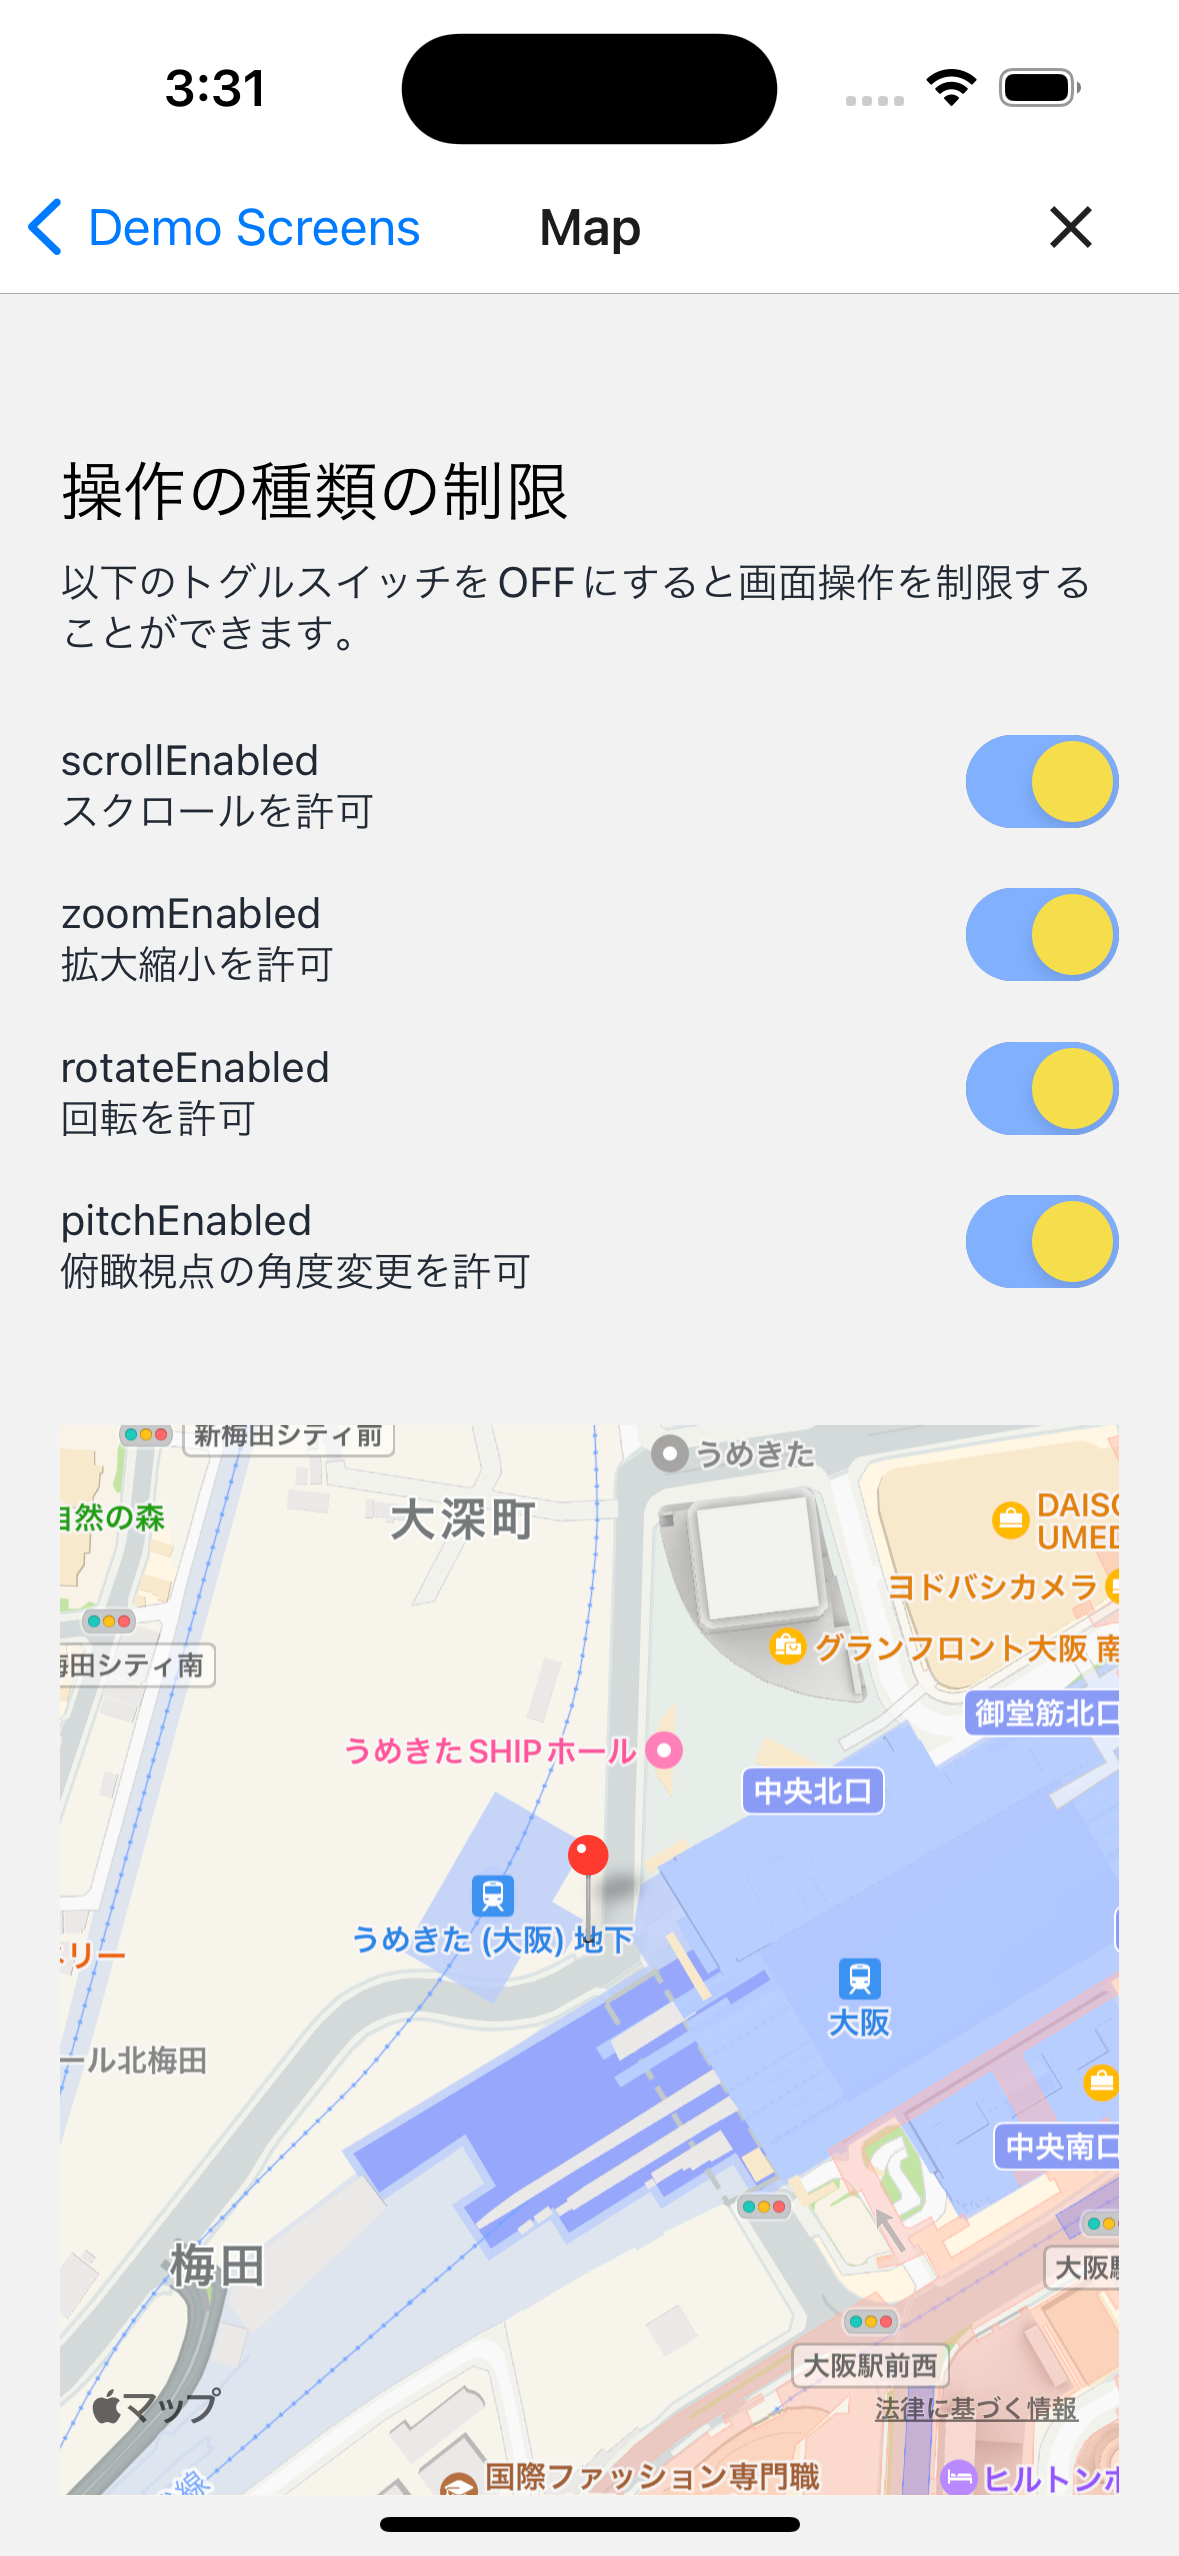 3:31
Demo Screens
Map
操作の種類の制限
以下のトグルスイッチをOFFにすると画面操作を制限する
ことができます。
scrollEnabled
スクロールを許可
zoomEnabled
拡大縮小を許可
rotateEnabled
回転を許可
pitchEnabled
俯瞰視点の角度変更を許可
新梅田シティ前
うめきた
自然の森
大深町
DAISO
UMED
ヨドバシカメラ
梅田シティ南
グランフロント大阪 南
御堂筋北口
うめきたSHIPホール
中央北口
うめきた (大阪) 地下
リー
大阪
ール北梅田
中央南口
梅田
大阪駅
大阪駅前西
マップ
法律に基づく情報
国際ファッション専門職
ヒルトンホ
線